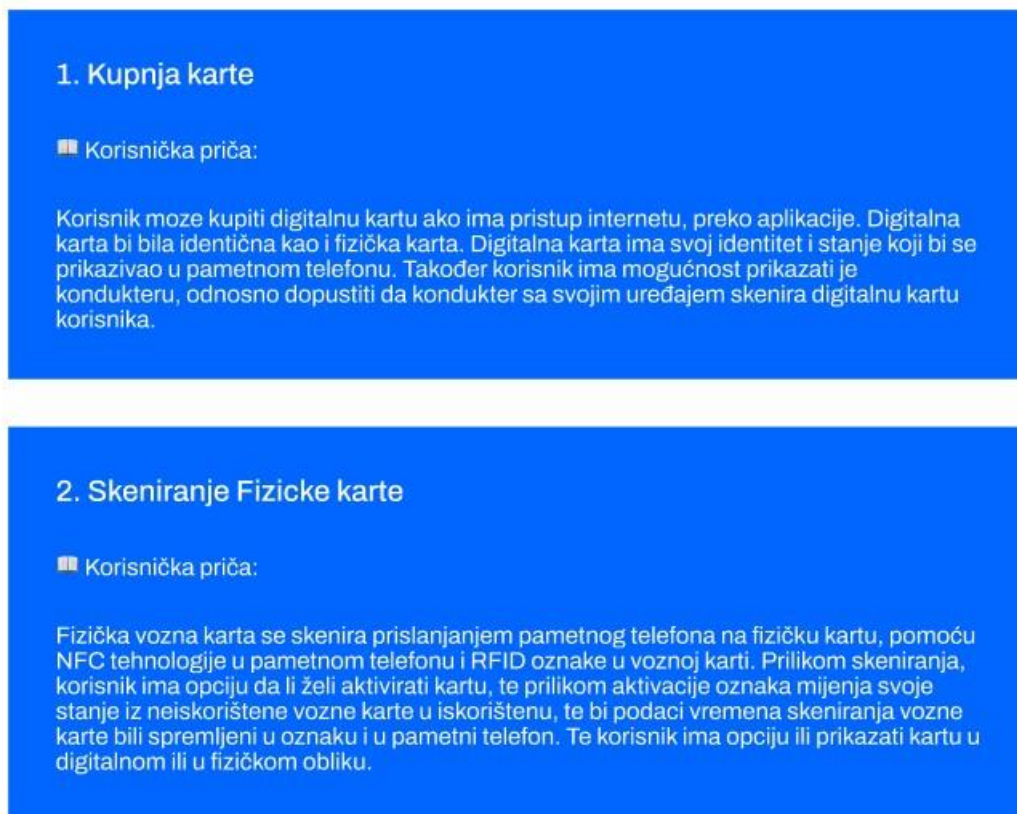 1. Kupnja karte
📖 Korisnička priča:
Korisnik moze kupiti digitalnu kartu ako ima pristup internetu, preko aplikacije. Digitalna
karta bi bila identična kao i fizička karta. Digitalna karta ima svoj identitet i stanje koji bi se
prikazivao u pametnom telefonu. Također korisnik ima mogućnost prikazati je
kondukteru, odnosno dopustiti da kondukter sa svojim uređajem skenira digitalnu kartu
korisnika.
2. Skeniranje Fizicke karte
📖 Korisnička priča:
Fizička vozna karta se skenira prislanjanjem pametnog telefona na fizičku kartu, pomoću
NFC tehnologije u pametnom telefonu i RFID oznake u voznoj karti. Prilikom skeniranja,
korisnik ima opciju da li želi aktivirati kartu, te prilikom aktivacije oznaka mijenja svoje
stanje iz neiskorištene vozne karte u iskorištenu, te bi podaci vremena skeniranja vozne
karte bili spremljeni u oznaku i u pametni telefon. Te korisnik ima opciju ili prikazati kartu u
digitalnom ili u fizičkom obliku.